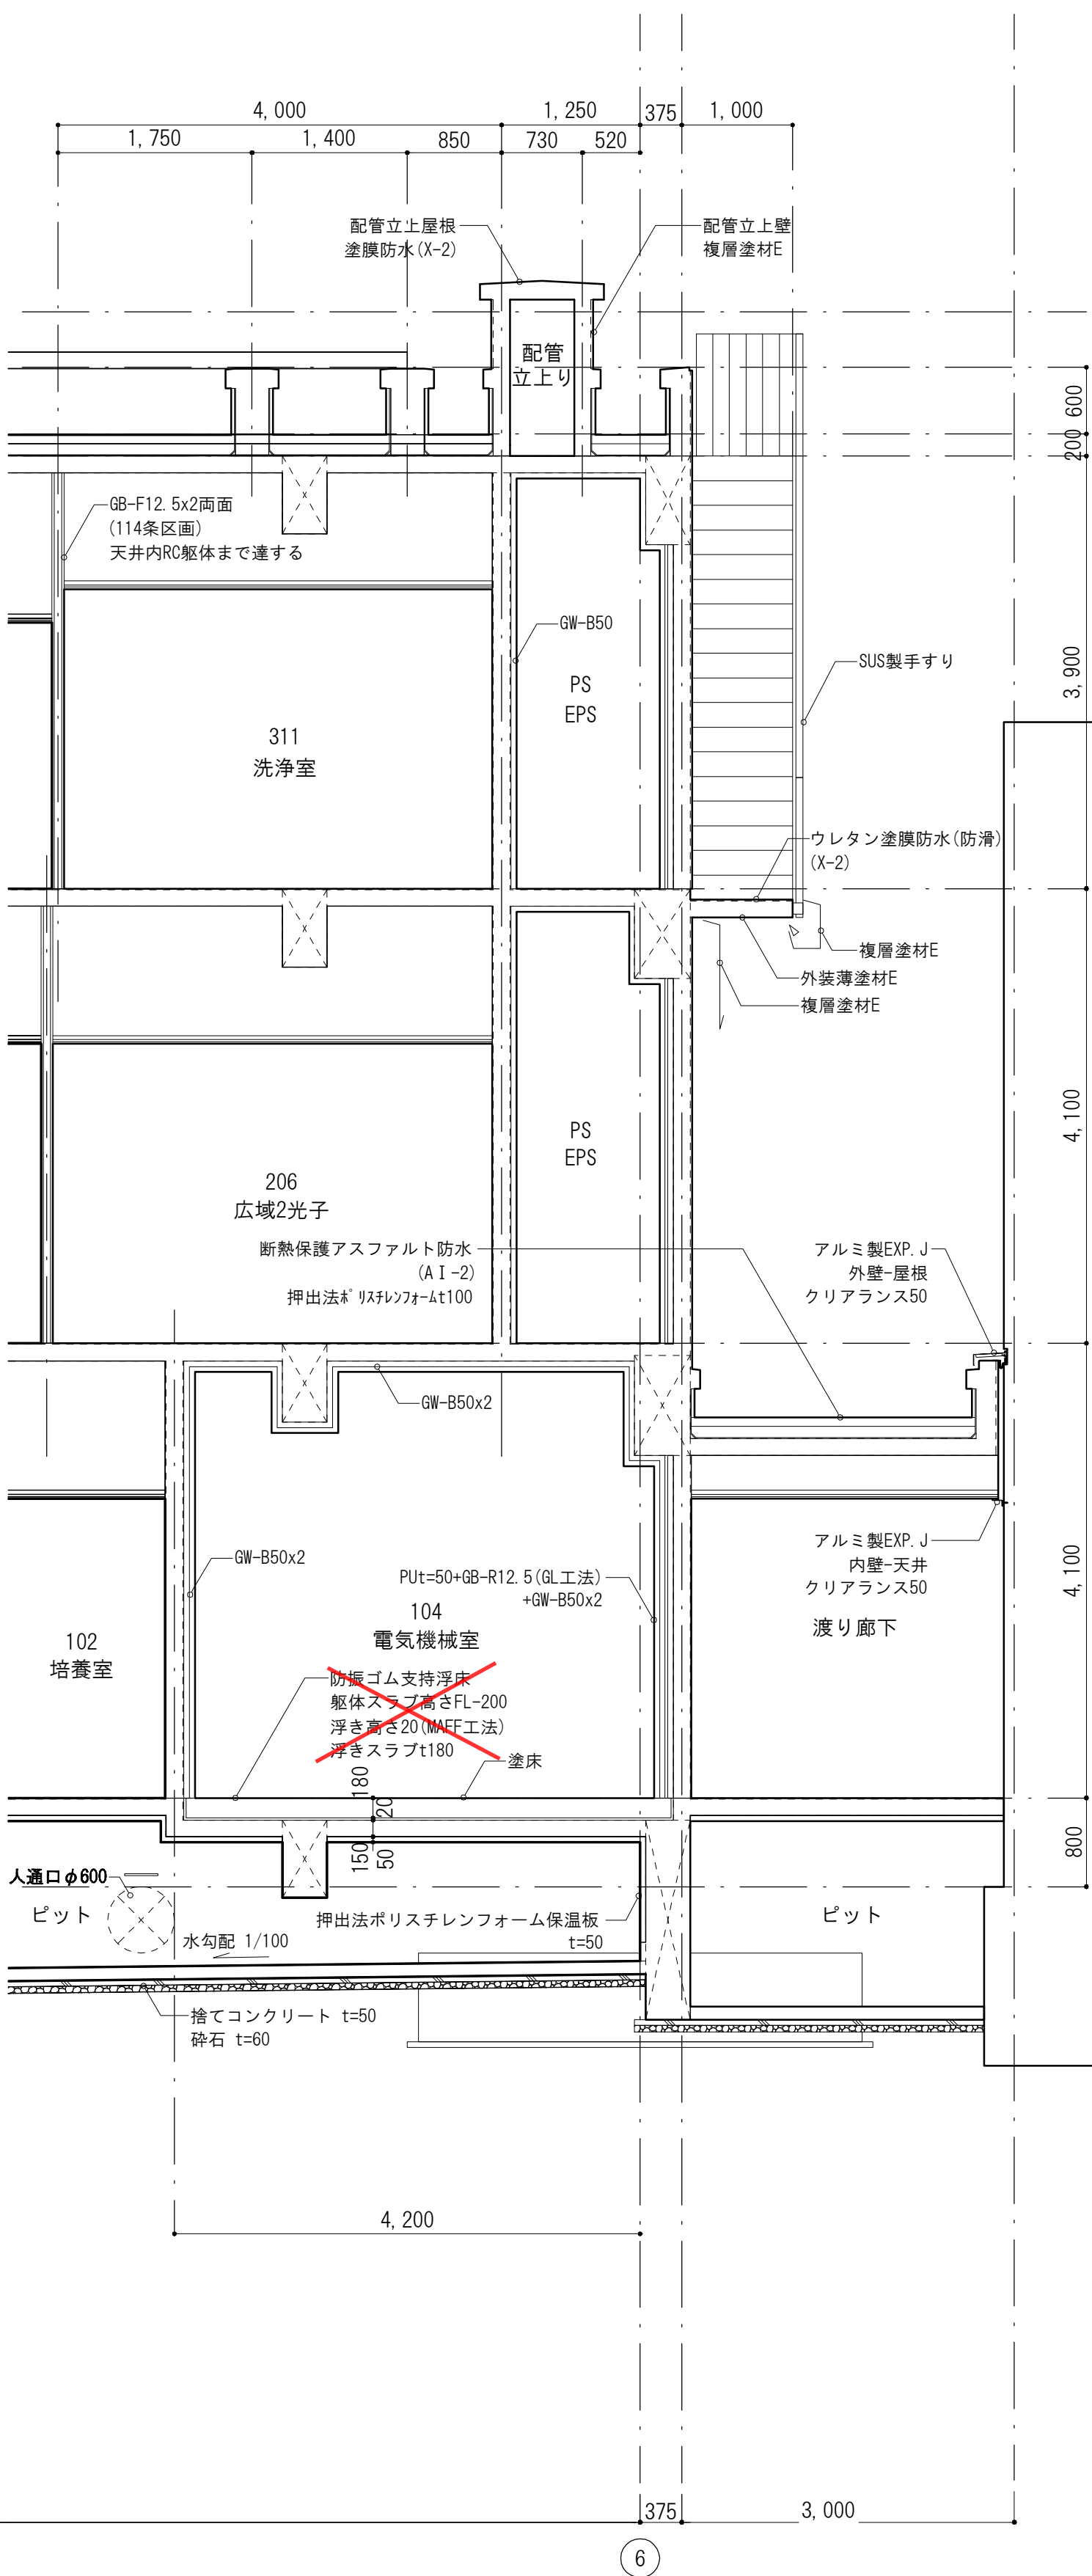 4,000
1,250
375
1,000
1,750
1,400
850
730
520
配管立上屋根
塗膜防水(X-2)
配管立上壁
複層塗材E
配管
立上り
600
200
GB-F12.5x2両面
(114条区画)
天井内RC躯体まで達する
GW-B50
PS
EPS
SUS製手すり
3,900
311
洗浄室
ウレタン塗膜防水(防滑)
(X-2)
複層塗材E
外装薄塗材E
複層塗材E
4,100
PS
EPS
206
広域2光子
断熱保護アスファルト防水
(AI-2)
押出法ポリスチレンフォームt100
アルミ製EXP.J
外壁-屋根
クリアランス50
GW-B50x2
GW-B50x2
PUt=50+GB-R12.5(GL工法)
+GW-B50x2
アルミ製EXP.J
内壁-天井
クリアランス50
4,100
104
電気機械室
渡り廊下
102
培養室
防振ゴム支持浮床
躯体スラブ高さFL-200
浮き高さ20(MAFF工法)
浮きスラブt180
塗床
180
20
150
50
800
人通口φ600
ピット
水勾配 1/100
押出法ポリスチレンフォーム保温板
t=50
ピット
捨てコンクリート t=50
砕石 t=60
4,200
375
3,000
6